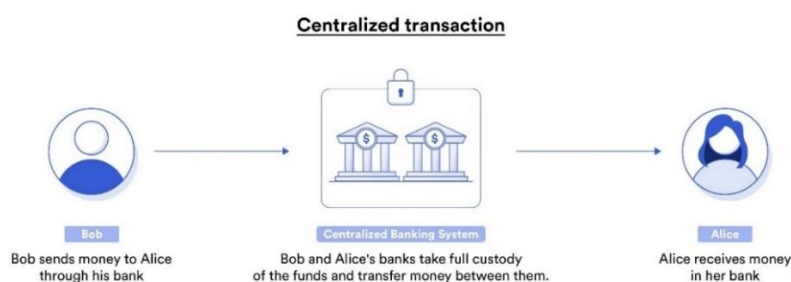 Centralized transaction
$ $
Bob
Centralized Banking System
Alice
Bob sends money to Alice
through his bank
Bob and Alice's banks take full custody
of the funds and transfer money between them.
Alice receives money
in her bank